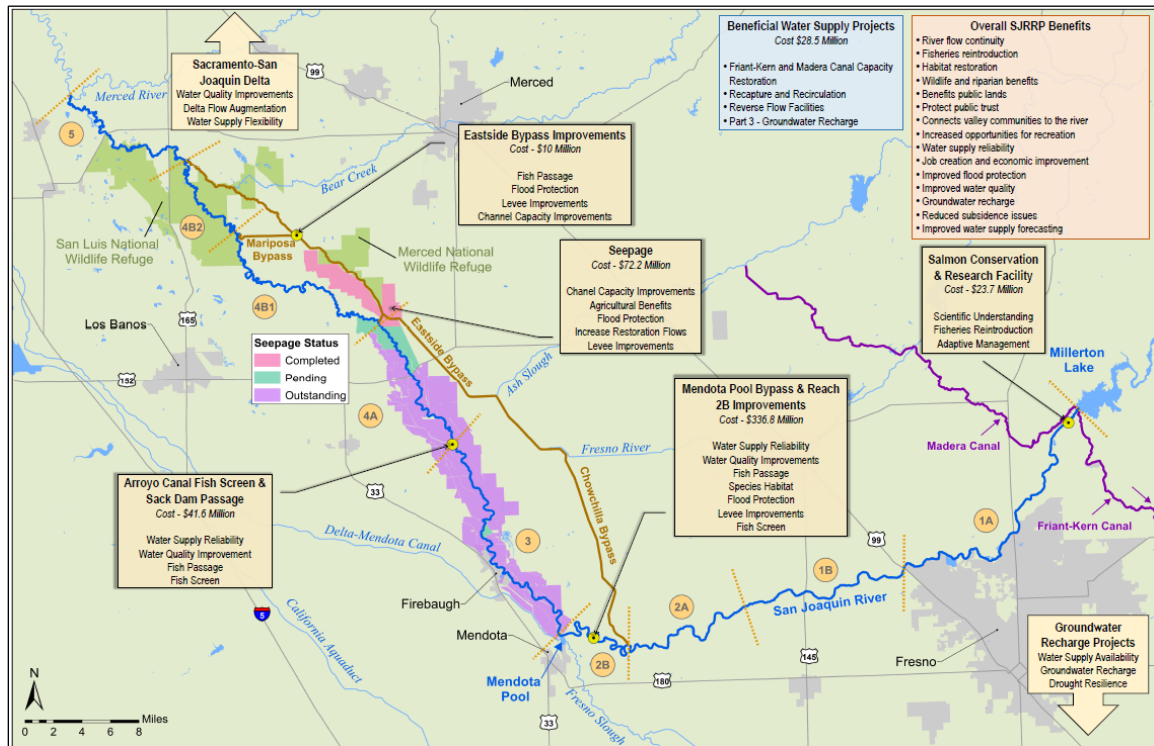 Sacramento-San
Joaquin Delta
Water Quality Improvements
Delta Flow Augmentation
Water Supply Flexibility
Beneficial Water Supply Projects
Cost $28.5 Million
• Friant-Kern and Madera Canal Capacity
Restoration
• Recapture and Recirculation
• Reverse Flow Facilities
• Part 3 - Groundwater Recharge
Overall SJRRP Benefits
• River flow continuity
• Fisheries reintroduction
• Habitat restoration
• Wildlife and riparian benefits
• Benefits public lands
• Protect public trust
• Connects valley communities to the river
• Increased opportunities for recreation
• Water supply reliability
• Job creation and economic improvement
• Improved flood protection
• Improved water quality
• Groundwater recharge
• Reduced subsidence issues
• Improved water supply forecasting
99
Merced
Merced River
5
Eastside Bypass Improvements
Cost - $10 Million
Fish Passage
Flood Protection
Levee Improvements
Channel Capacity Improvements
Bear Creek
4B2
Mariposa
Bypass
San Luis National
Wildlife Refuge
Merced National
Wildlife Refuge
Seepage
Cost - $72.2 Million
Chanel Capacity Improvements
Agricultural Benefits
Flood Protection
Increase Restoration Flows
Levee Improvements
Salmon Conservation
& Research Facility
Cost - $23.7 Million
Scientific Understanding
Fisheries Reintroduction
Adaptive Management
4B1
165
Los Banos
152
Seepage Status
Completed
Pending
Outstanding
Eastside Bypass
Ash Slough
Millerton
Lake
4A
Mendota Pool Bypass & Reach
2B Improvements
Cost - $336.8 Million
Water Supply Reliability
Water Quality Improvements
Fish Passage
Species Habitat
Flood Protection
Levee Improvements
Fish Screen
Fresno River
Madera Canal
Arroyo Canal Fish Screen &
Sack Dam Passage
Cost - $41.6 Million
Water Supply Reliability
Water Quality Improvement
Fish Passage
Fish Screen
33
Chowchilla Bypass
Friant-Kern Canal
1A
99
Delta-Mendota Canal
3
1B
Firebaugh
2A
San Joaquin River
5
California Aquaduct
Mendota
2B
Mendota
Pool
Fresno Slough
33
180
145
Fresno
Groundwater
Recharge Projects
Water Supply Availability
Groundwater Recharge
Drought Resilience
N
0 2 4 6 8
Miles